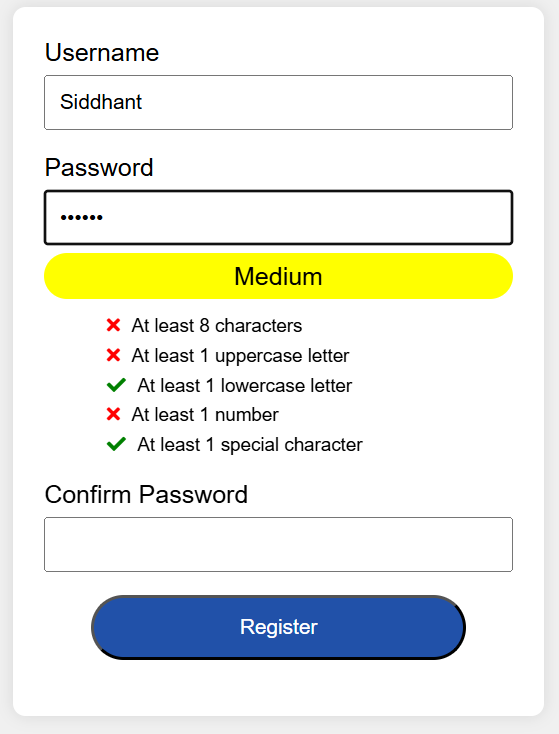 Username
Siddhant
Password
••••••
Medium
At least 8 characters
At least 1 uppercase letter
At least 1 lowercase letter
At least 1 number
At least 1 special character
Confirm Password
Register